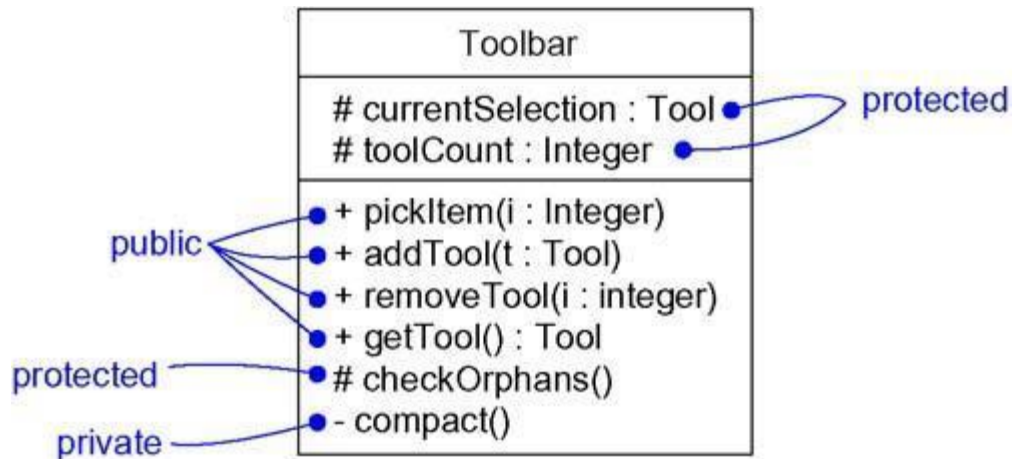 Toolbar
# currentSelection : Tool
protected
# toolCount : Integer
+ pickItem(i : Integer)
public
+ addTool(t : Tool)
+ removeTool(i : integer)
+ getTool() : Tool
protected
# checkOrphans()
- compact()
private